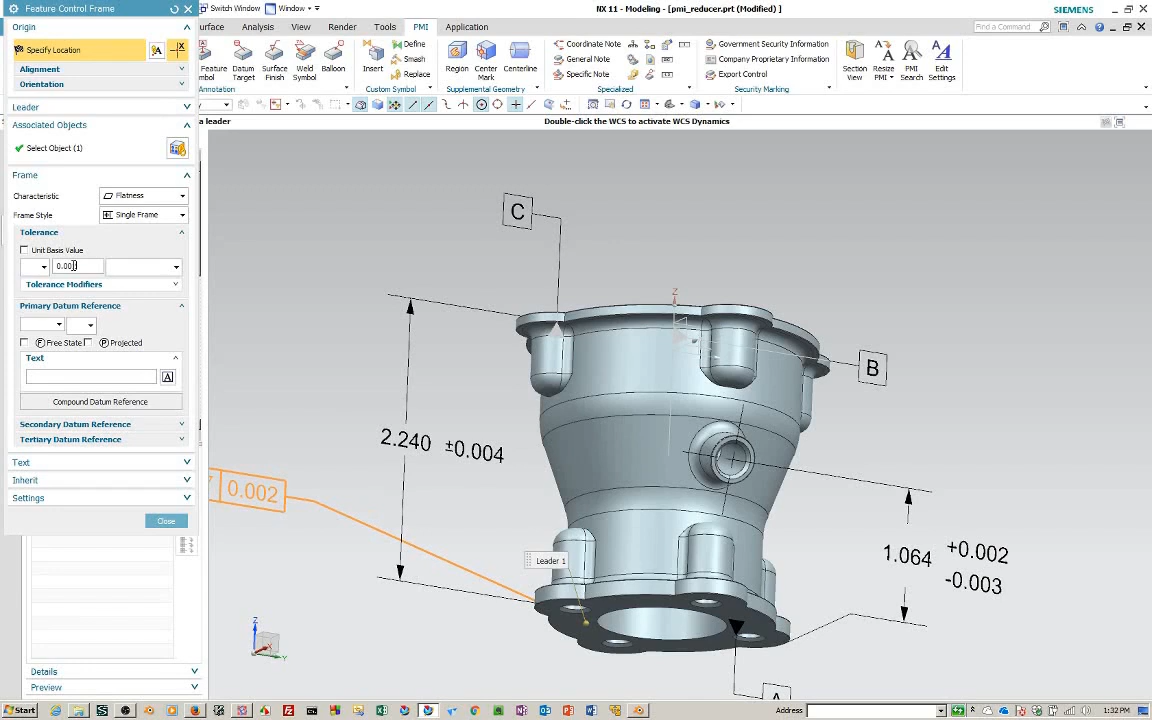 Feature Control Frame
Switch Window
Window
NX 11 - Modeling - [pmi_reducer.prt (Modified) ]
SIEMENS
Origin
Analysis
View
Render
Tools
PMI
Application
Find a Command
Specify Location
Alignment
Orientation
Feature
Datum Target
Surface Finish
Weld Symbol
Balloon
Insert
Define
Smash
Replace
Region
Center Mark
Centerline
Coordinate Note
General Note
Specific Note
Government Security Information
Company Proprietary Information
Export Control
Section View
Resize PMI
PMI Search
Edit Settings
Custom Symbol
Supplemental Geometry
Specialized
Security Marking
Leader
a leader
Double-click the WCS to activate WCS Dynamics
Associated Objects
Select Object (1)
Frame
Characteristic
Flatness
Frame Style
Single Frame
Tolerance
Unit Basis Value
Tolerance Modifiers
Primary Datum Reference
F Free State
P Projected
Text
A
Compound Datum Reference
Secondary Datum Reference
Tertiary Datum Reference
Text
Inherit
Settings
Close
Details
Preview
C
Z
B
2.240 ±0.004
0.002
Leader 1
1.064 +0.002
-0.003
A
Z
X
Y
Start
Address
1:32 PM